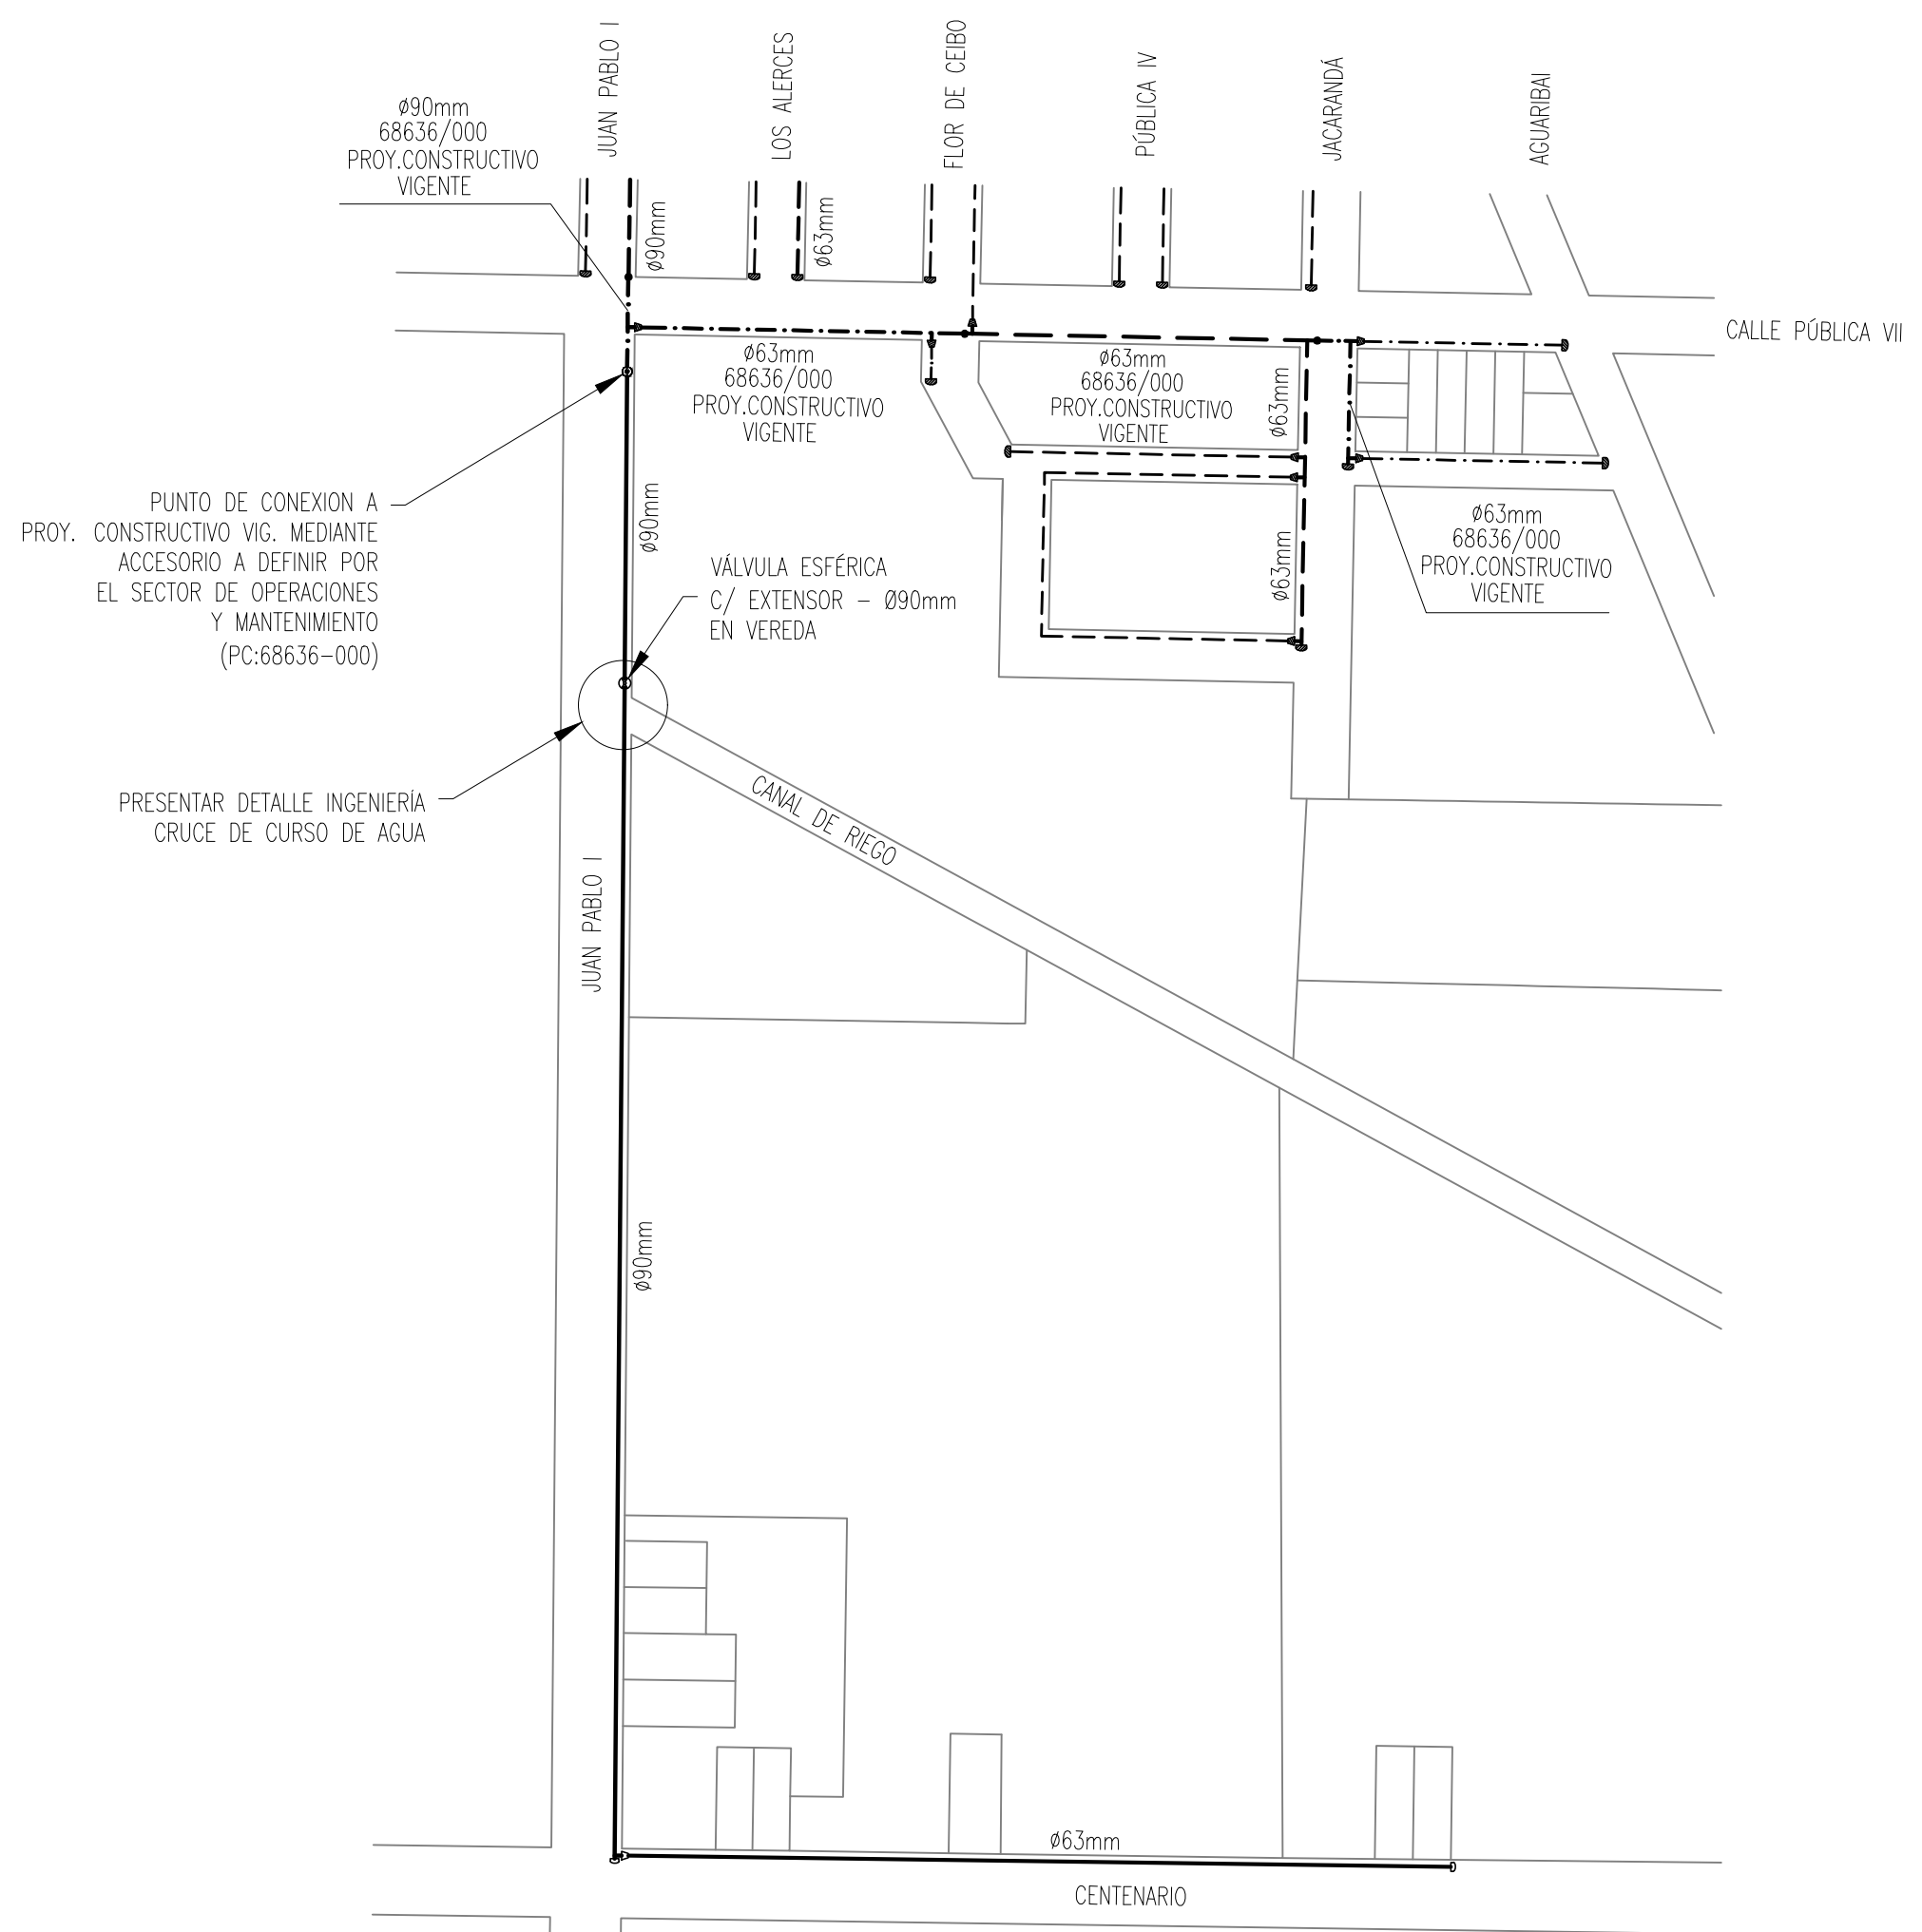 JUAN PABLO I
LOS ALERCES
FLOR DE CEIBO
PÚBLICA IV
JACARANDÁ
AGUARIBAI
ø90mm
68636/000
PROY.CONSTRUCTIVO
VIGENTE
ø90mm
ø63mm
CALLE PÚBLICA VII
ø63mm
68636/000
PROY.CONSTRUCTIVO
VIGENTE
ø63mm
68636/000
PROY.CONSTRUCTIVO
VIGENTE
ø63mm
PUNTO DE CONEXION A
PROY. CONSTRUCTIVO VIG. MEDIANTE
ACCESORIO A DEFINIR POR
EL SECTOR DE OPERACIONES
Y MANTENIMIENTO
(PC:68636-000)
ø90mm
VÁLVULA ESFÉRICA
C/ EXTENSOR - Ø90mm
EN VEREDA
ø63mm
ø63mm
68636/000
PROY.CONSTRUCTIVO
VIGENTE
PRESENTAR DETALLE INGENIERÍA
CRUCE DE CURSO DE AGUA
CANAL DE RIEGO
JUAN PABLO I
ø90mm
ø63mm
CENTENARIO